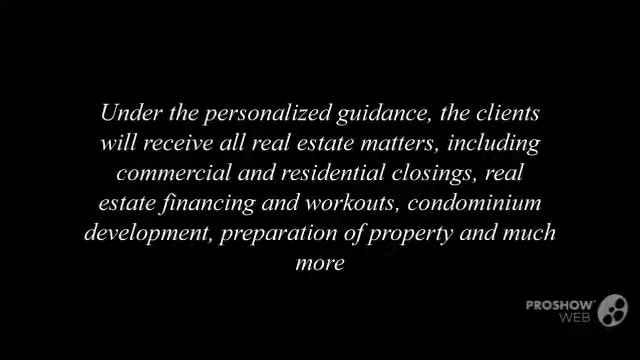 Under the personalized guidance, the clients
will receive all real estate matters, including
commercial and residential closings, real
estate financing and workouts, condominium
development, preparation of property and much
more
PROSHOW
WEB